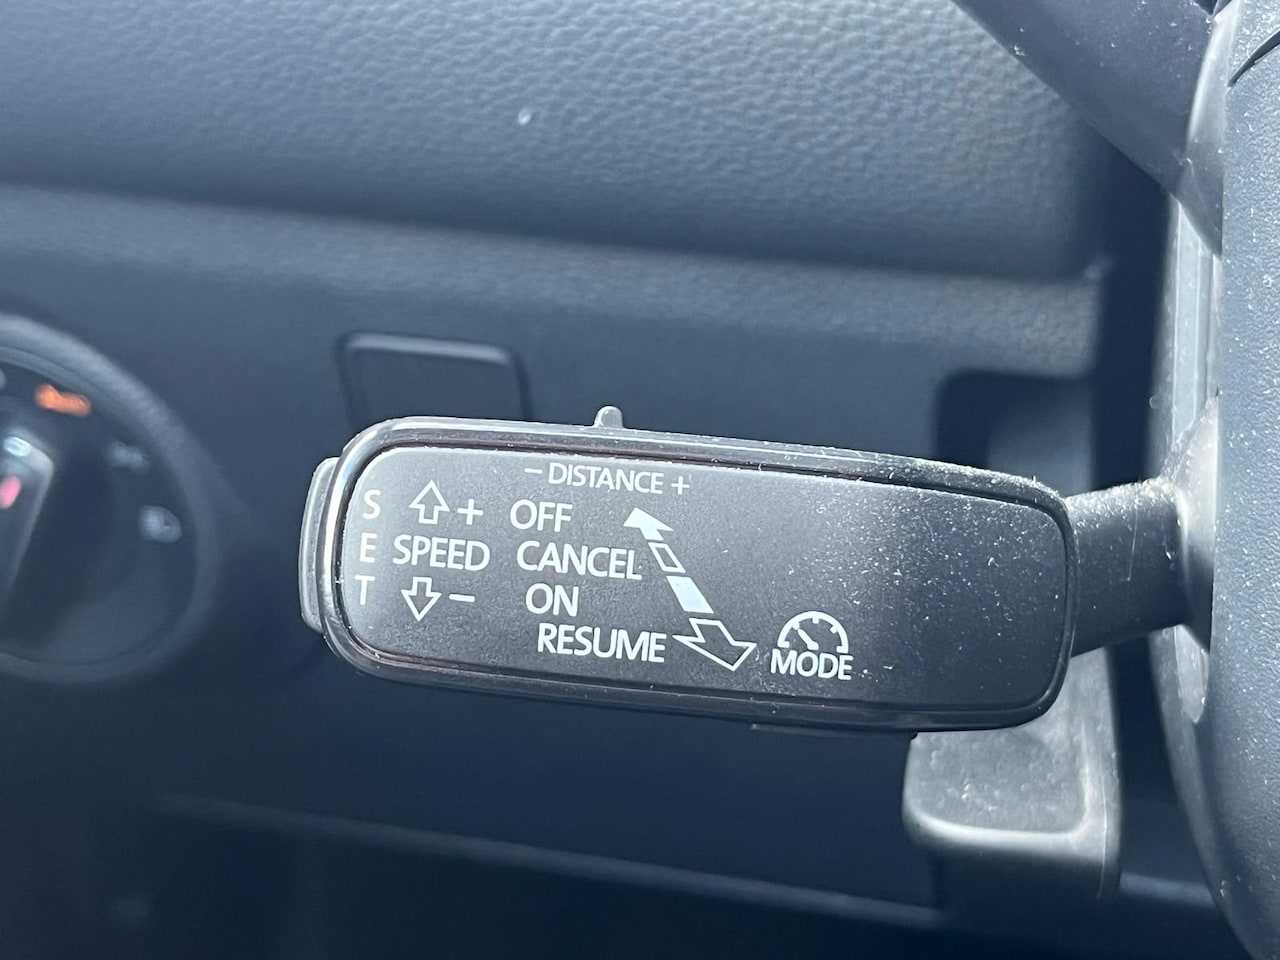 − DISTANCE +
S + OFF
E SPEED CANCEL
T − ON
RESUME
MODE